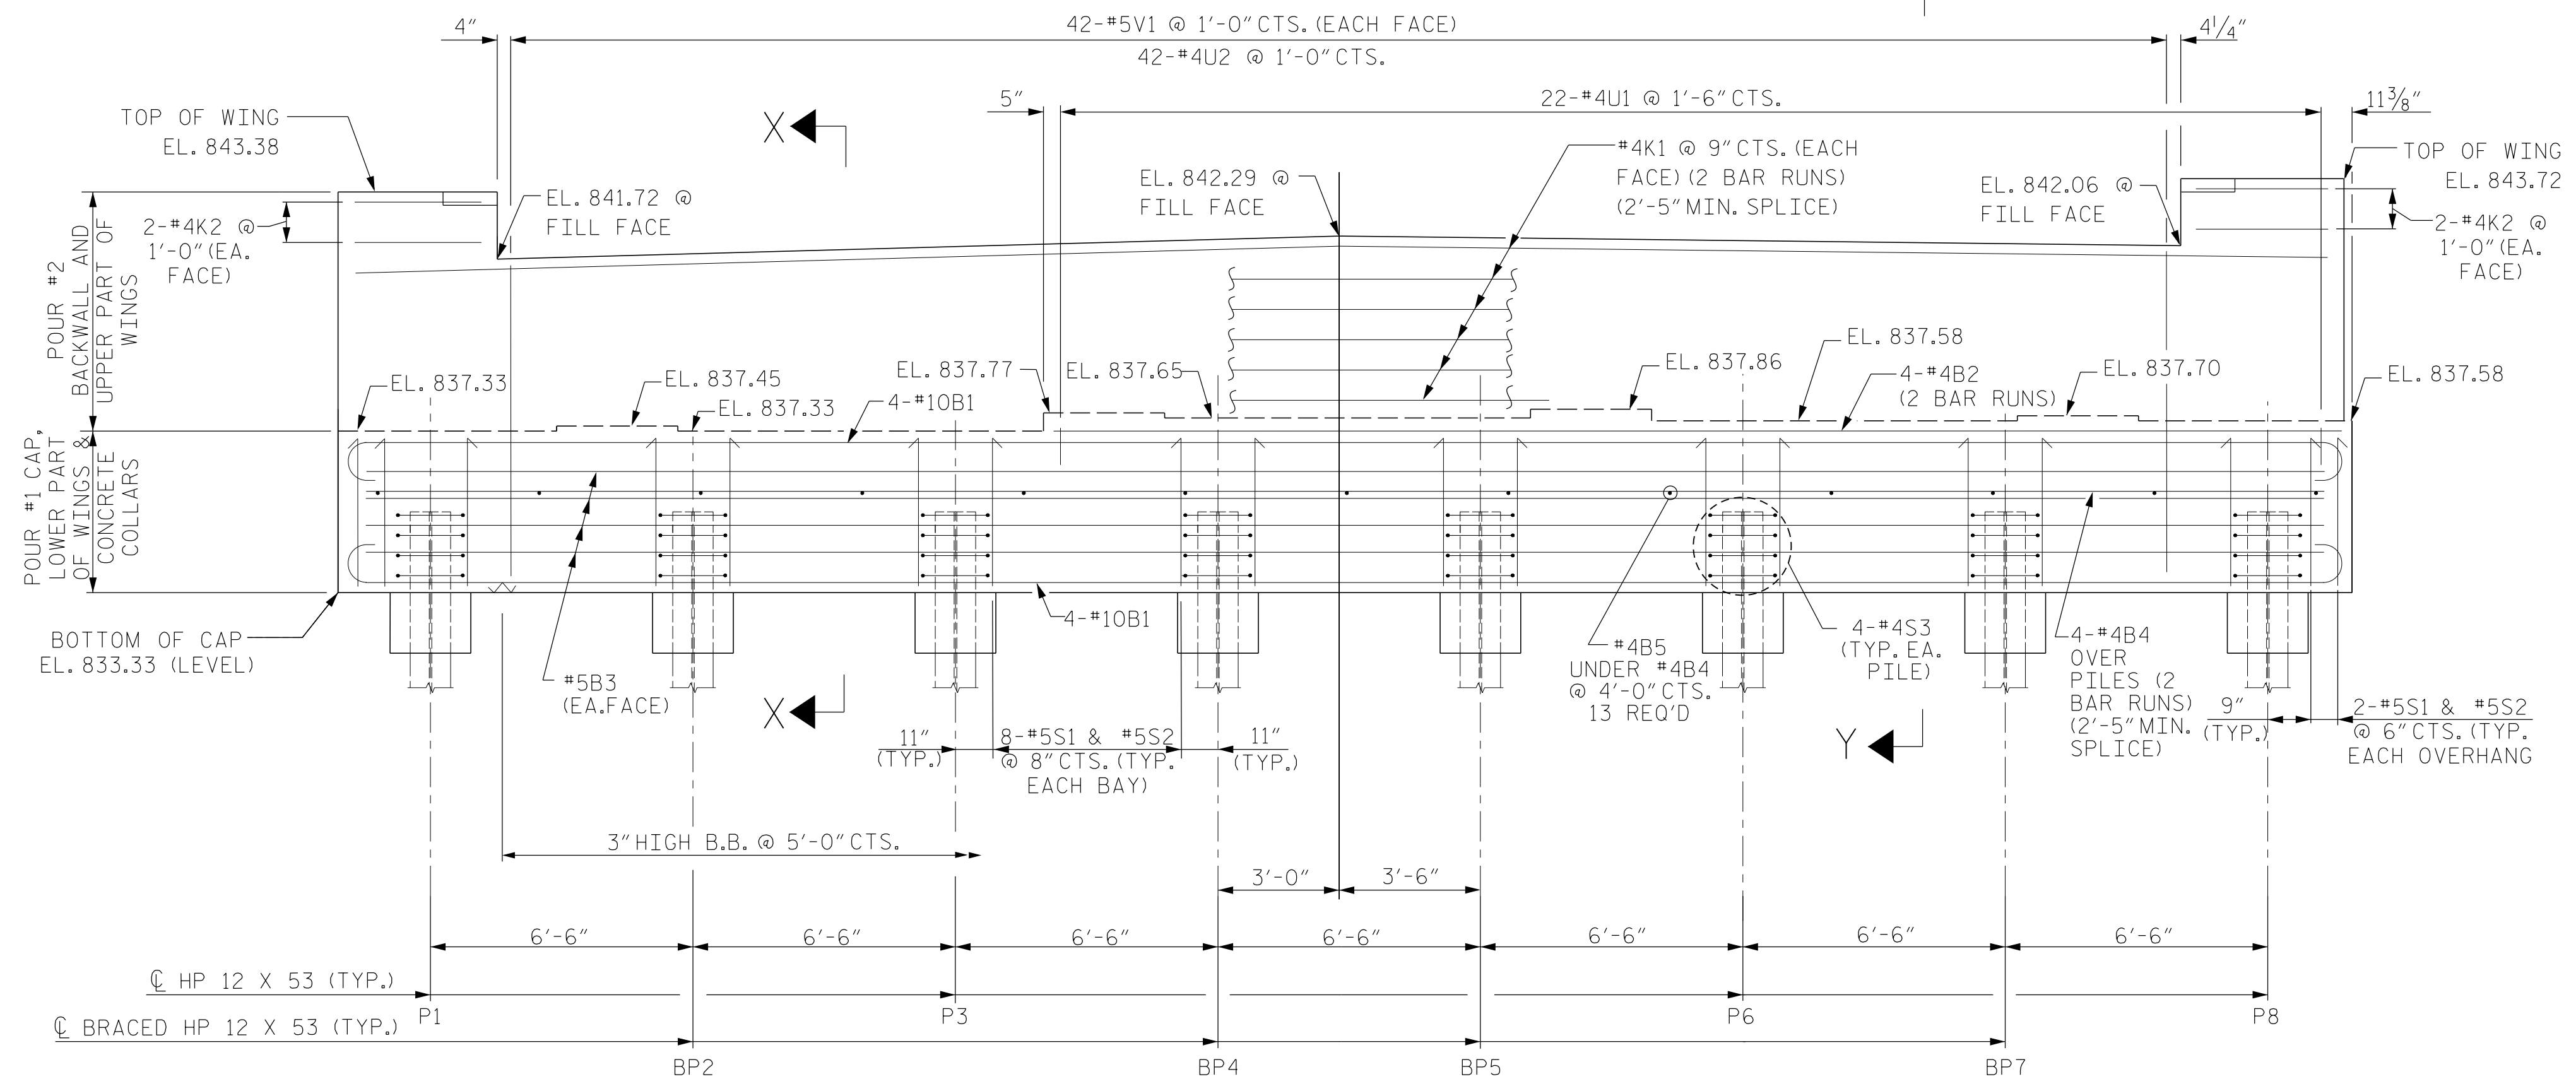 42-#5V1 @ 1'-0" CTS. (EACH FACE)
42-#4U2 @ 1'-0" CTS.
4"
4 1/4"
5"
22-#4U1 @ 1'-6" CTS.
11 3/8"
TOP OF WING
EL. 843.38
X
#4K1 @ 9" CTS. (EACH
FACE) (2 BAR RUNS)
(2'-5" MIN. SPLICE)
TOP OF WING
EL. 843.72
EL. 841.72 @
FILL FACE
EL. 842.29 @
FILL FACE
EL. 842.06 @
FILL FACE
2-#4K2 @
1'-0" (EA.
FACE)
2-#4K2 @
1'-0" (EA.
FACE)
POUR #2
BACKWALL AND
UPPER PART OF
WINGS
EL. 837.33
EL. 837.45
EL. 837.33
4-#10B1
EL. 837.77
EL. 837.65
EL. 837.86
EL. 837.58
4-#4B2
(2 BAR RUNS)
EL. 837.70
EL. 837.58
POUR #1 CAP,
LOWER PART
OF WINGS &
CONCRETE
COLLARS
BOTTOM OF CAP
EL. 833.33 (LEVEL)
#5B3
(EA.FACE)
X
4-#10B1
#4B5
UNDER #4B4
@ 4'-0" CTS.
13 REQ'D
4-#4S3
(TYP. EA.
PILE)
4-#4B4
OVER
PILES (2
BAR RUNS)
(2'-5" MIN.
SPLICE)
9"
(TYP.)
2-#5S1 & #5S2
@ 6" CTS. (TYP.
EACH OVERHANG
11"
(TYP.)
8-#5S1 & #5S2
@ 8" CTS. (TYP.
EACH BAY)
11"
(TYP.)
Y
3" HIGH B.B. @ 5'-0" CTS.
3'-0"
3'-6"
6'-6"
6'-6"
6'-6"
6'-6"
6'-6"
6'-6"
6'-6"
℄ HP 12 X 53 (TYP.)
P1
P3
P6
P8
℄ BRACED HP 12 X 53 (TYP.)
BP2
BP4
BP5
BP7